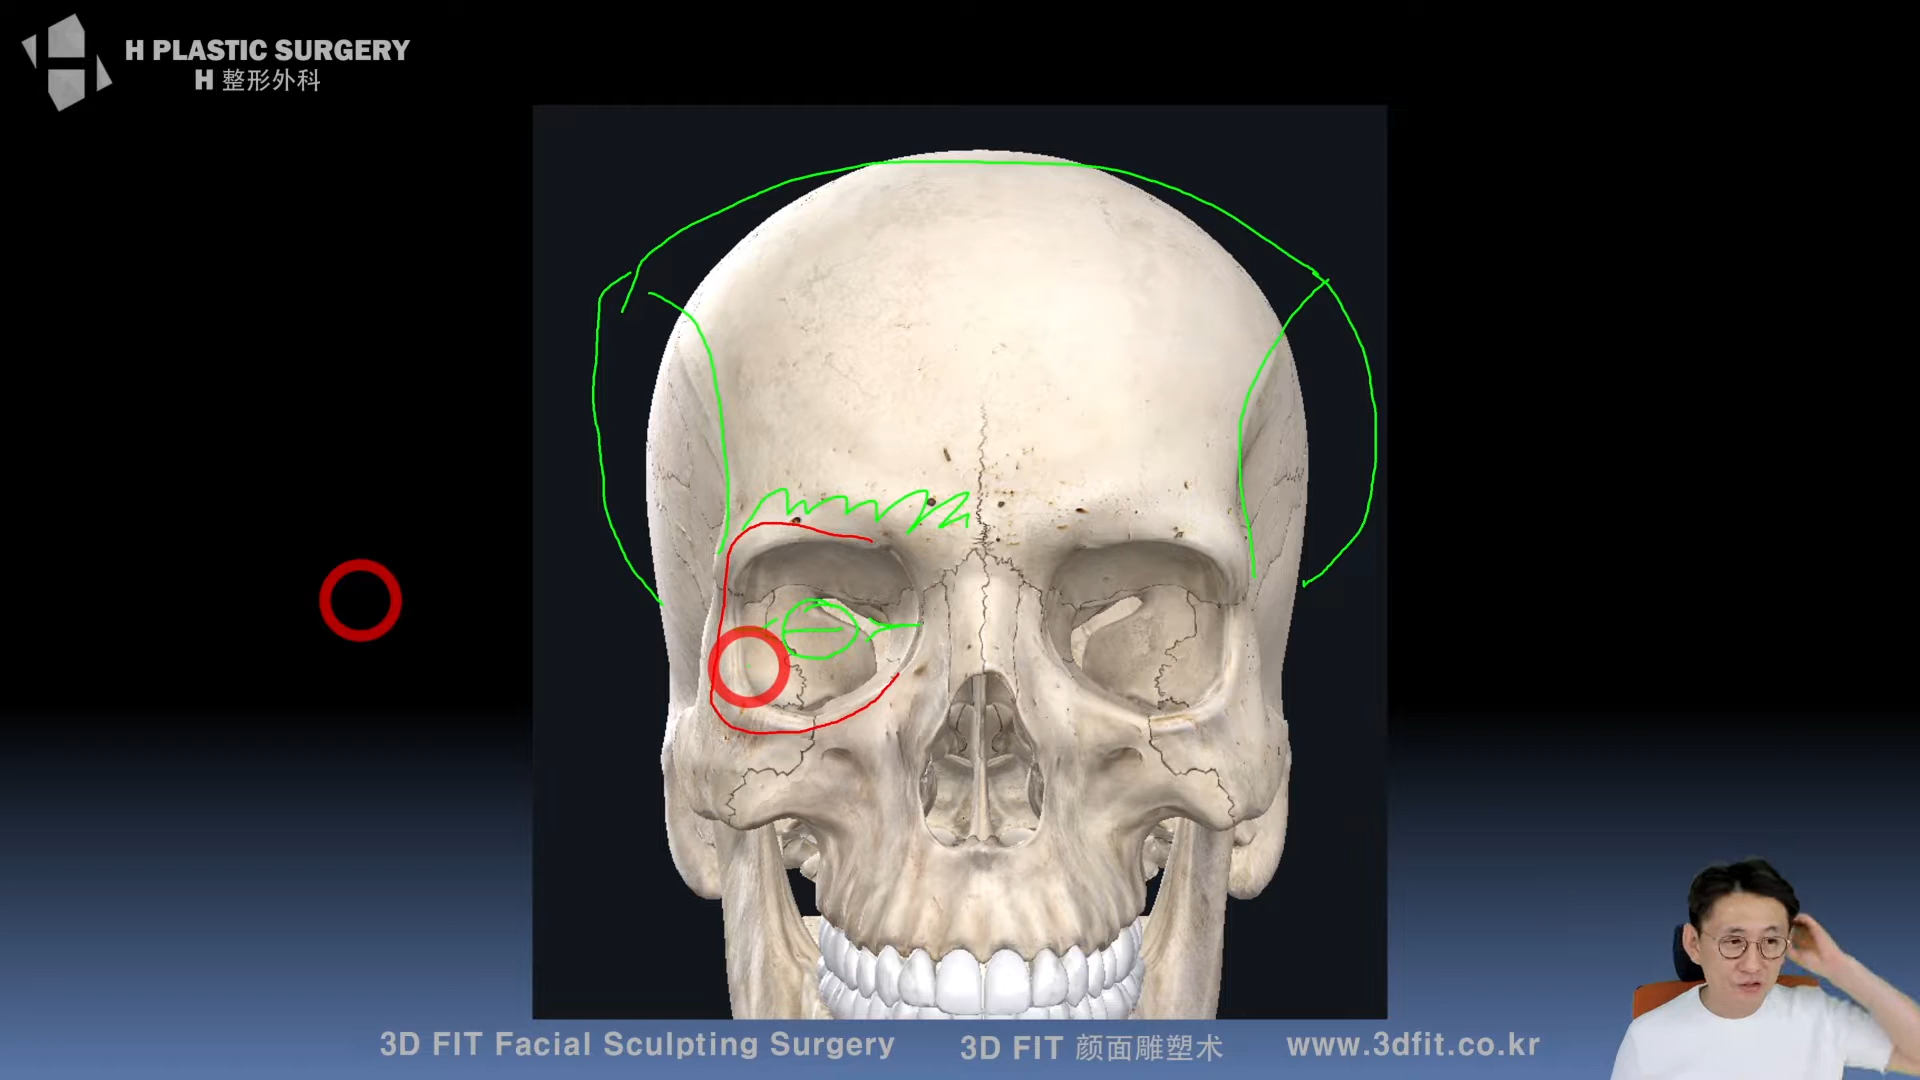 H PLASTIC SURGERY
H 整形外科
3D FIT Facial Sculpting Surgery 3D FIT 颜面雕塑术 www.3dfit.co.kr